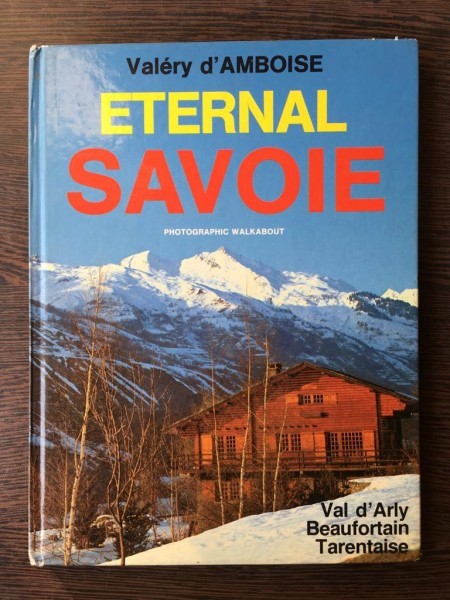 Valéry d'AMBOISE
ETERNAL
SAVOIE
PHOTOGRAPHIC WALKABOUT
Val d'Arly
Beaufortain
Tarentaise